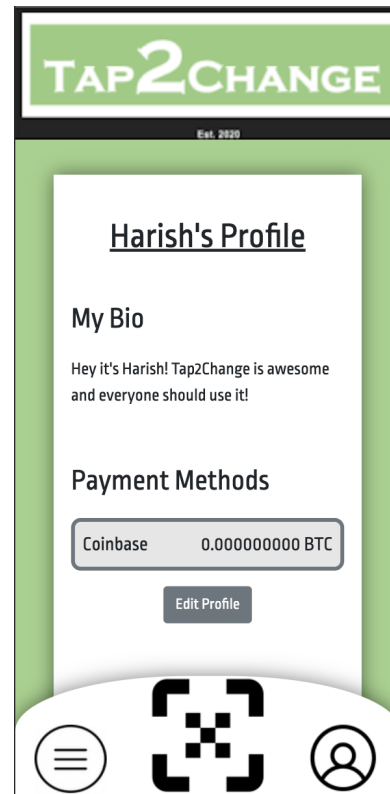 TAP2CHANGE
Est. 2020
Harish's Profile
My Bio
Hey it's Harish! Tap2Change is awesome
and everyone should use it!
Payment Methods
Coinbase 0.000000000 BTC
Edit Profile